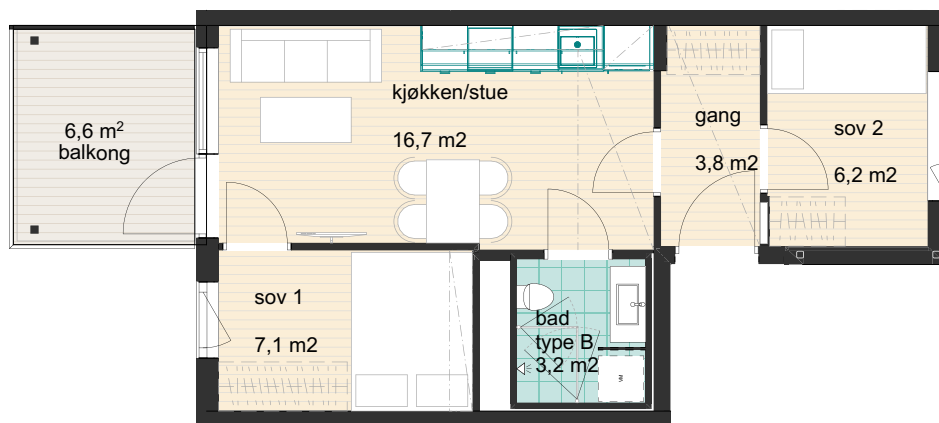 6,6 m²
balkong
kjøkken/stue
16,7 m2
gang
3,8 m2
sov 2
6,2 m2
sov 1
7,1 m2
bad
type B
3,2 m2
VM